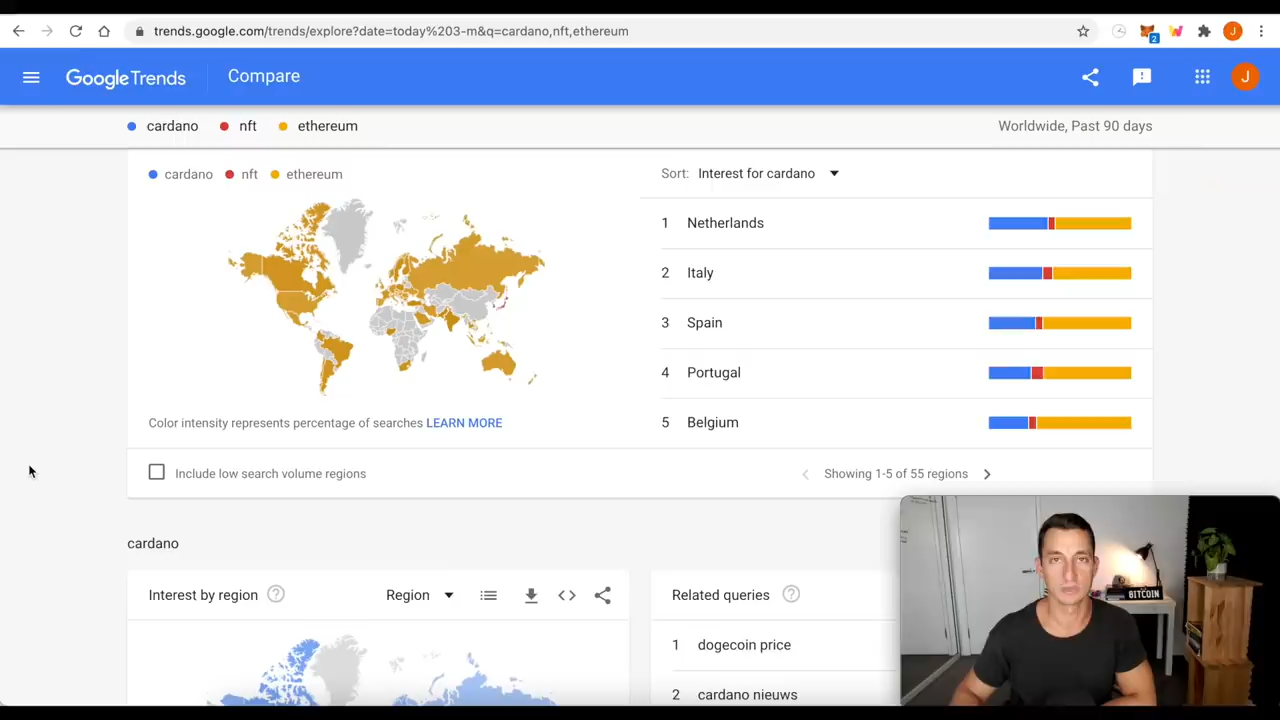 trends.google.com/trends/explore?date=today%203-m&q=cardano,nft,ethereum
J
2
Google Trends
Compare
J
cardano
nft
ethereum
Worldwide, Past 90 days
cardano
nft
ethereum
Sort: Interest for cardano
1 Netherlands
2 Italy
3 Spain
4 Portugal
5 Belgium
Color intensity represents percentage of searches LEARN MORE
Include low search volume regions
Showing 1-5 of 55 regions
cardano
Interest by region
Region
Related queries
1 dogecoin price
2 cardano nieuws
BITCOIN